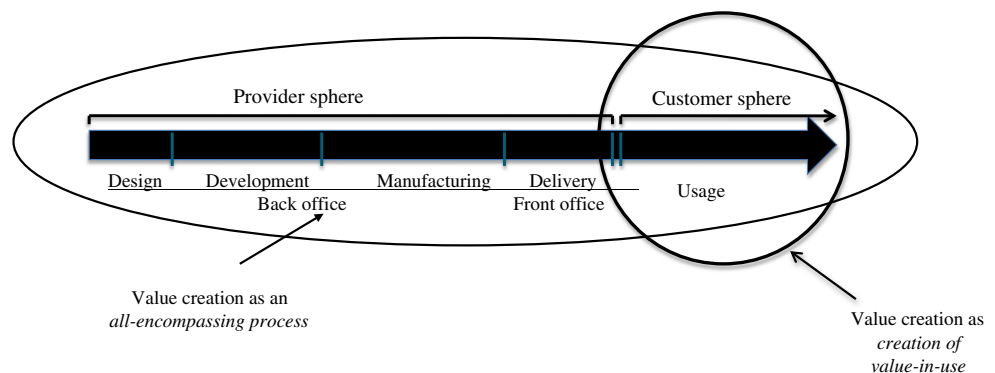 Provider sphere
Customer sphere
Design Development Manufacturing Delivery
Usage
Back office Front office
Value creation as an
all-encompassing process
Value creation as
creation of
value-in-use